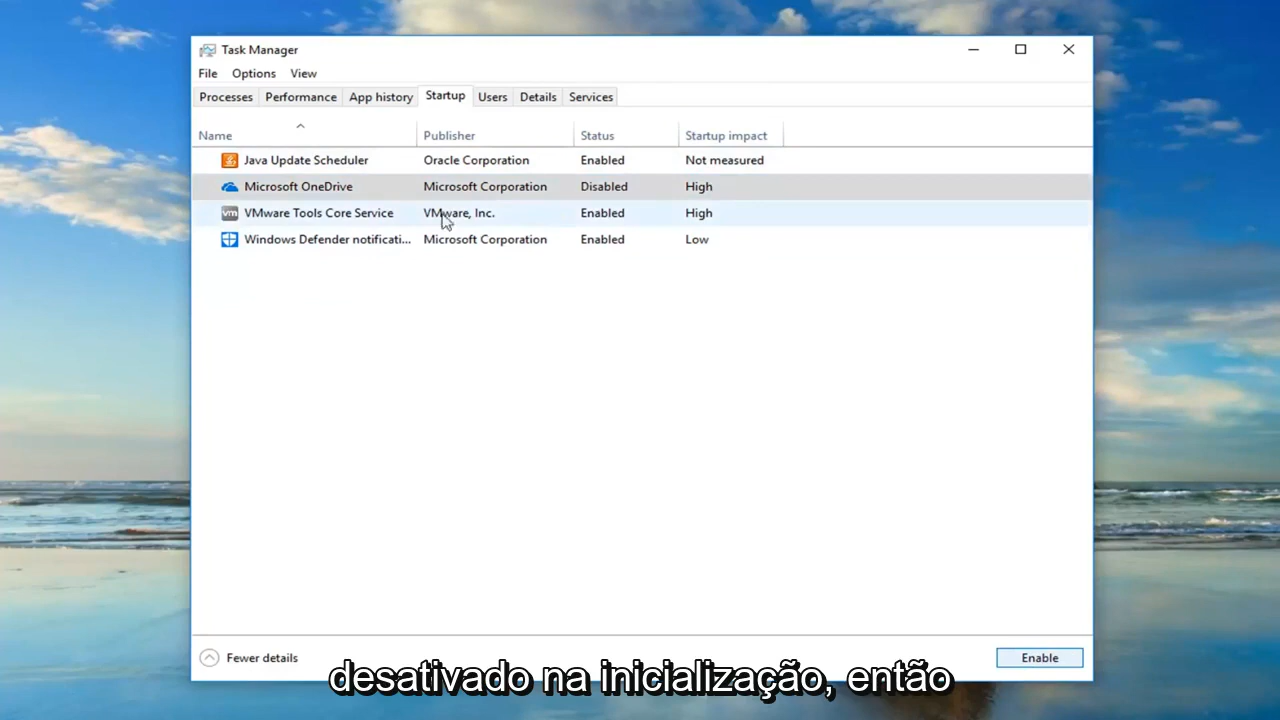 Task Manager
File Options View
Processes Performance App history Startup Users Details Services
Name Publisher Status Startup impact
Java Update Scheduler Oracle Corporation Enabled Not measured
Microsoft OneDrive Microsoft Corporation Disabled High
vm VMware Tools Core Service VMware, Inc. Enabled High
Windows Defender notificati... Microsoft Corporation Enabled Low
Fewer details Enable
desativado na inicialização, então